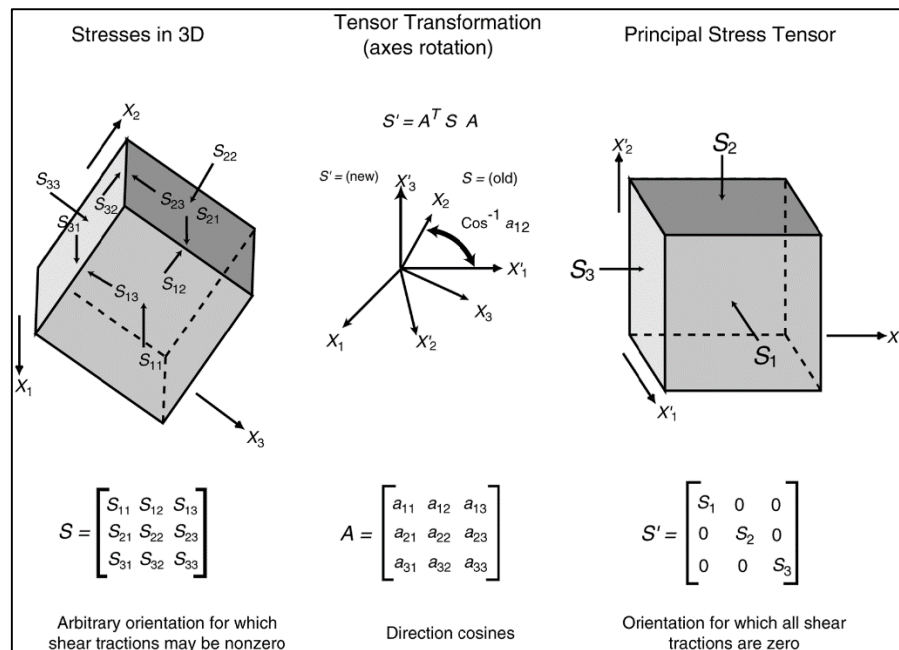 Stresses in 3D
X₂
S₂₂
S₃₃
S₃₂
S₂₃
S₂₁
S₃₁
S₁₂
S₁₃
S₁₁
X₁
X₃
S = [S₁₁ S₁₂ S₁₃
S₂₁ S₂₂ S₂₃
S₃₁ S₃₂ S₃₃]
Arbitrary orientation for which
shear tractions may be nonzero
Tensor Transformation
(axes rotation)
S' = Aᵀ S A
S' = (new)
S = (old)
X'₃
X₂
Cos⁻¹ a₁₂
X'₁
X₃
X₁
X'₂
A = [a₁₁ a₁₂ a₁₃
a₂₁ a₂₂ a₂₃
a₃₁ a₃₂ a₃₃]
Direction cosines
Principal Stress Tensor
X'₂
S₂
S₃
S₁
X
X'₁
S' = [S₁ 0 0
0 S₂ 0
0 0 S₃]
Orientation for which all shear
tractions are zero